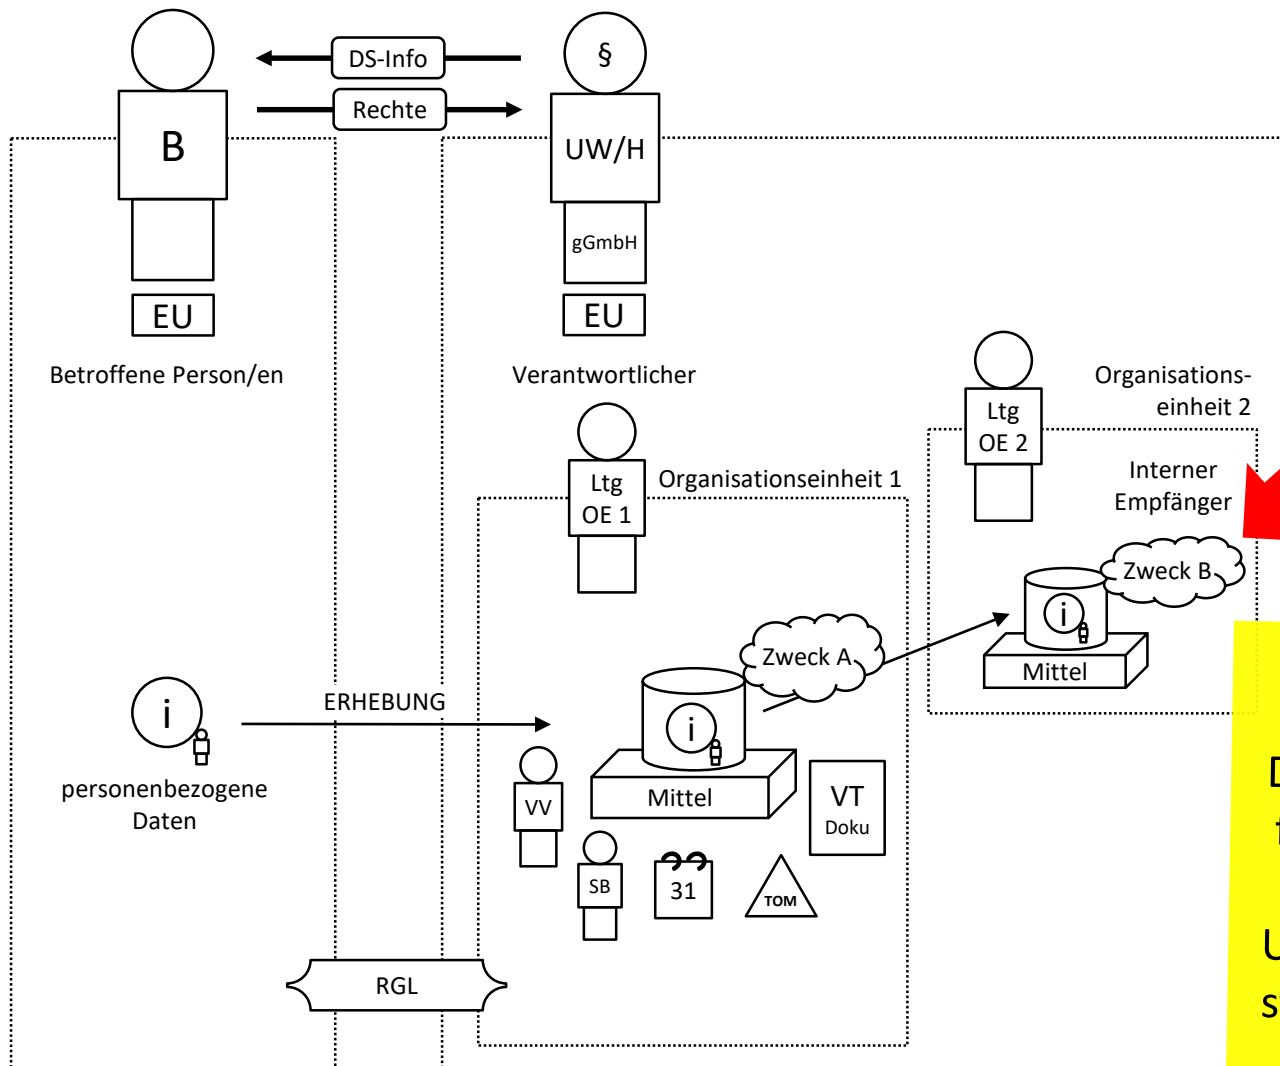 DS-Info
§
Rechte
B
UW/H
gGmbH
EU
EU
Betroffene Person/en
Verantwortlicher
Organisations-
einheit 2
Ltg
OE 2
Interner
Empfänger
Ltg
OE 1
Organisationseinheit 1
Zweck B
i
Mittel
Zweck A
ERHEBUNG
i
i
personenbezogene
Daten
Mittel
VV
VT
Doku
SB
31
TOM
RGL